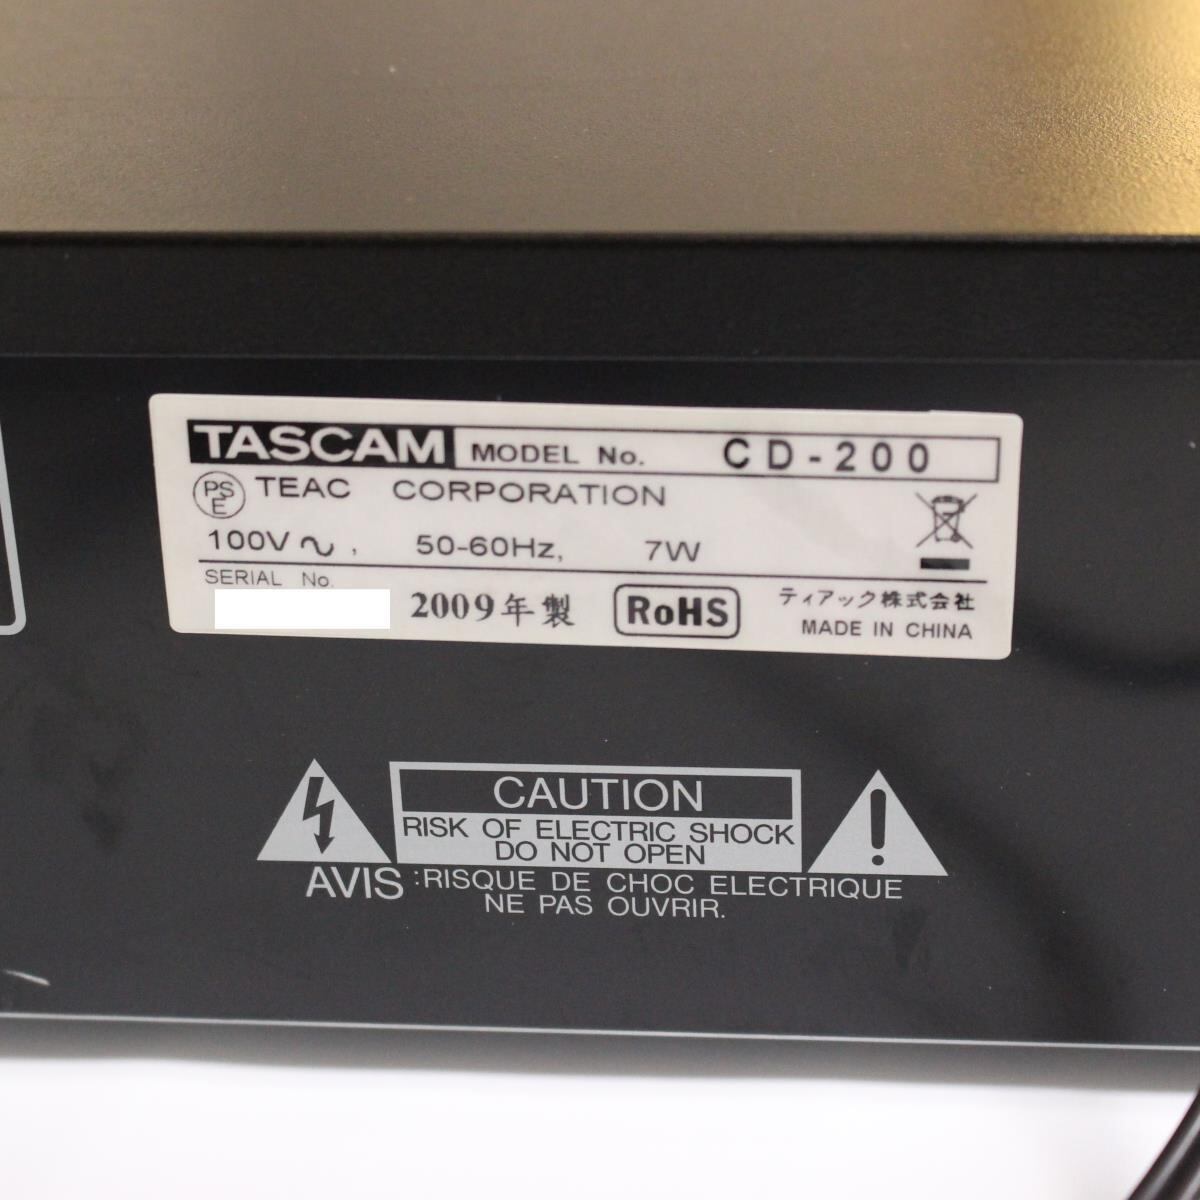 TASCAM MODEL No. CD-200
PSE TEAC CORPORATION
100V～, 50-60Hz, 7W
SERIAL No.
2009年製 RoHS ティアック株式会社
MADE IN CHINA
CAUTION
RISK OF ELECTRIC SHOCK
DO NOT OPEN
AVIS :RISQUE DE CHOC ELECTRIQUE
NE PAS OUVRIR.